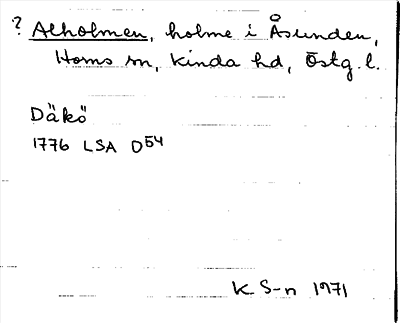 ? Alholmen, holme i Åsunden,
Horns sn, Kinda hd, Östg. l.
Däkö
1776 LSA D54
K. S-n 1971